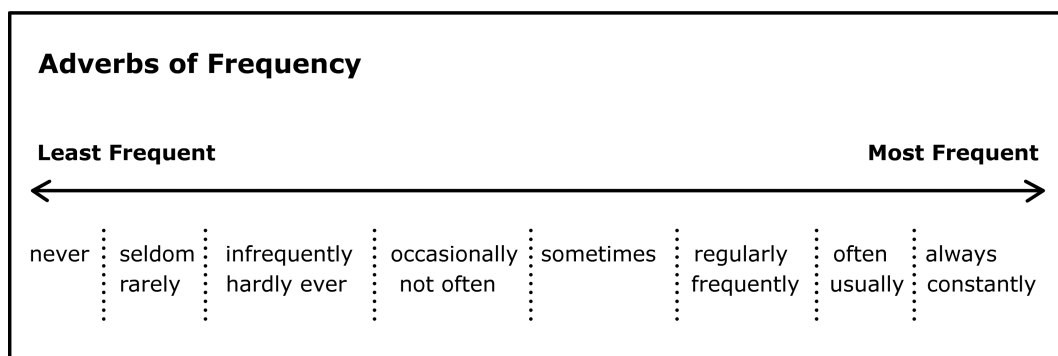 Adverbs of Frequency
Least Frequent Most Frequent
never seldom infrequently occasionally sometimes regularly often always
rarely hardly ever not often frequently usually constantly